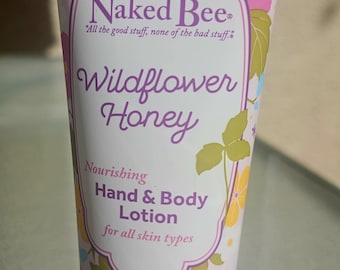 Naked Bee®
"All the good stuff, none of the bad stuff."®
Wildflower
Honey
Nourishing
Hand & Body
Lotion
for all skin types